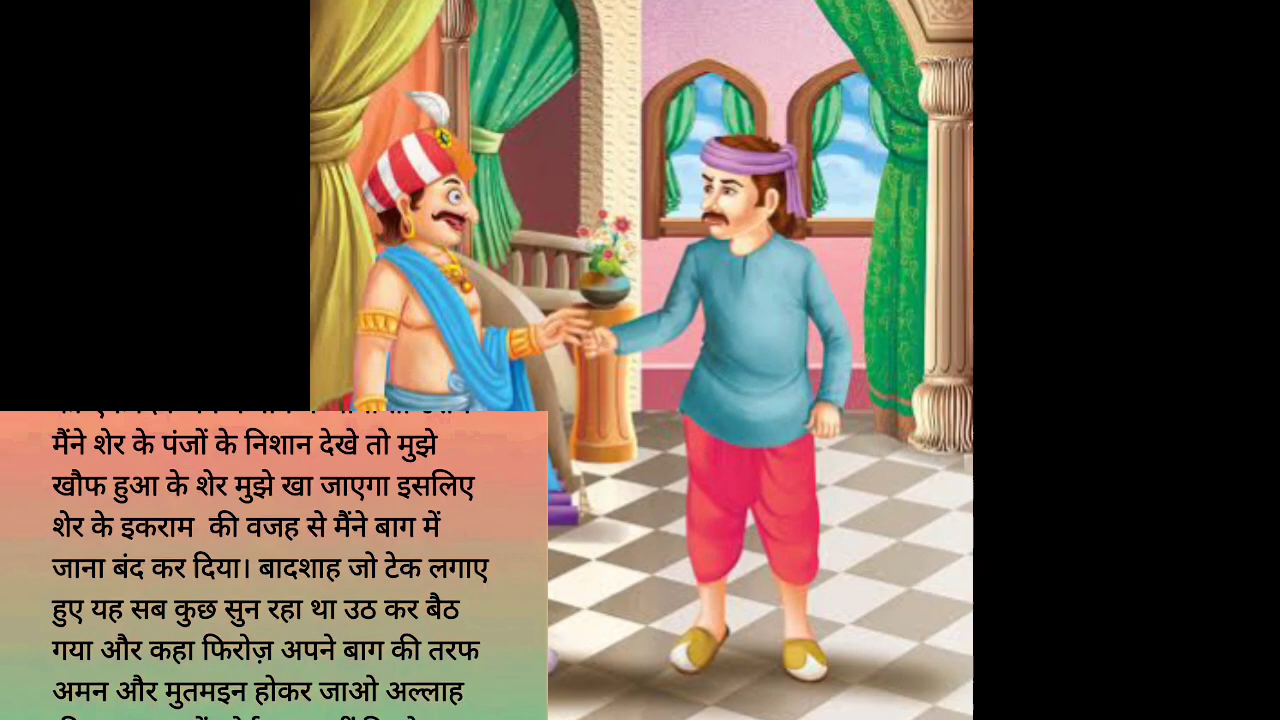 मैंने शेर के पंजों के निशान देखे तो मुझे
खौफ हुआ के शेर मुझे खा जाएगा इसलिए
शेर के इकराम की वजह से मैंने बाग में
जाना बंद कर दिया। बादशाह जो टेक लगाए
हुए यह सब कुछ सुन रहा था उठ कर बैठ
गया और कहा फिरोज़ अपने बाग की तरफ
अमन और मुतमइन होकर जाओ अल्लाह